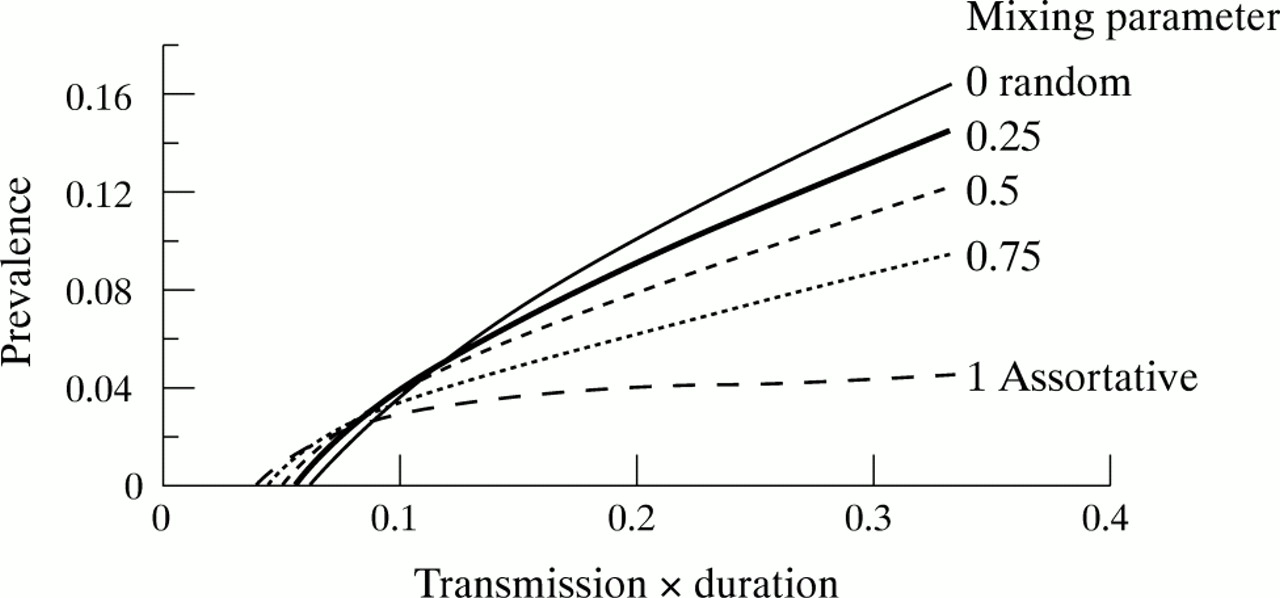 Mixing parameter
0 random
0.25
0.5
0.75
1 Assortative
Prevalence
0.16
0.12
0.08
0.04
0
0 0.1 0.2 0.3 0.4
Transmission × duration